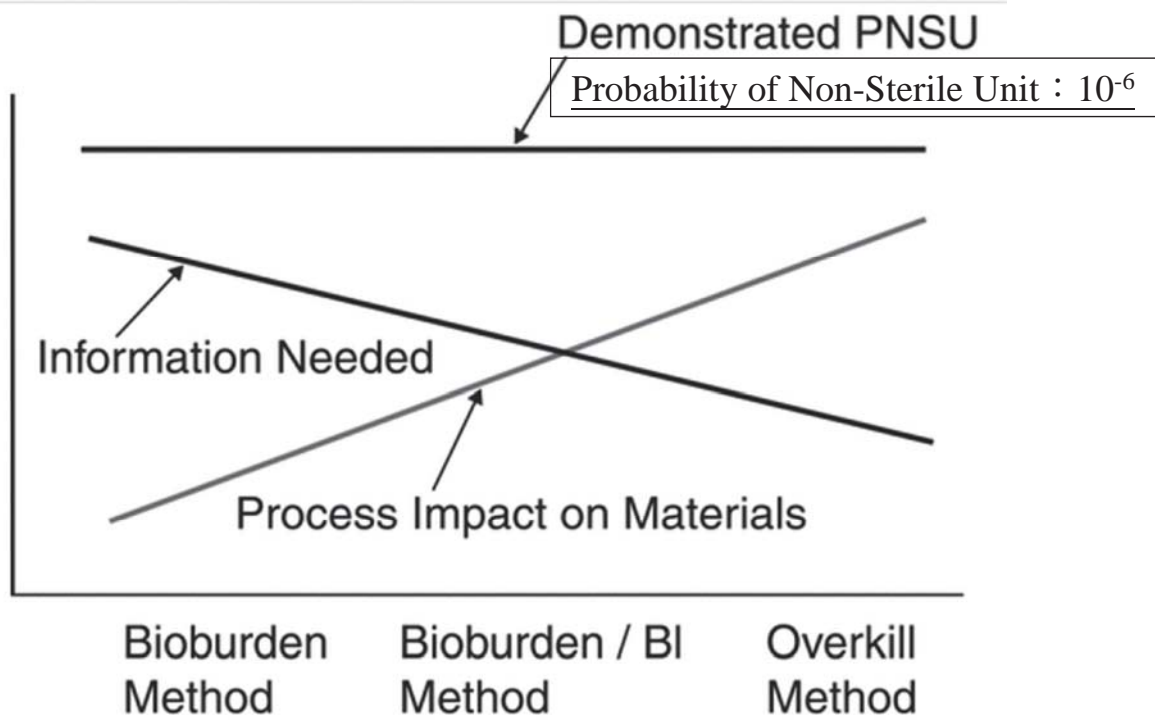 Demonstrated PNSU
Probability of Non-Sterile Unit：10⁻⁶
Information Needed
Process Impact on Materials
Bioburden
Method
Bioburden / BI
Method
Overkill
Method